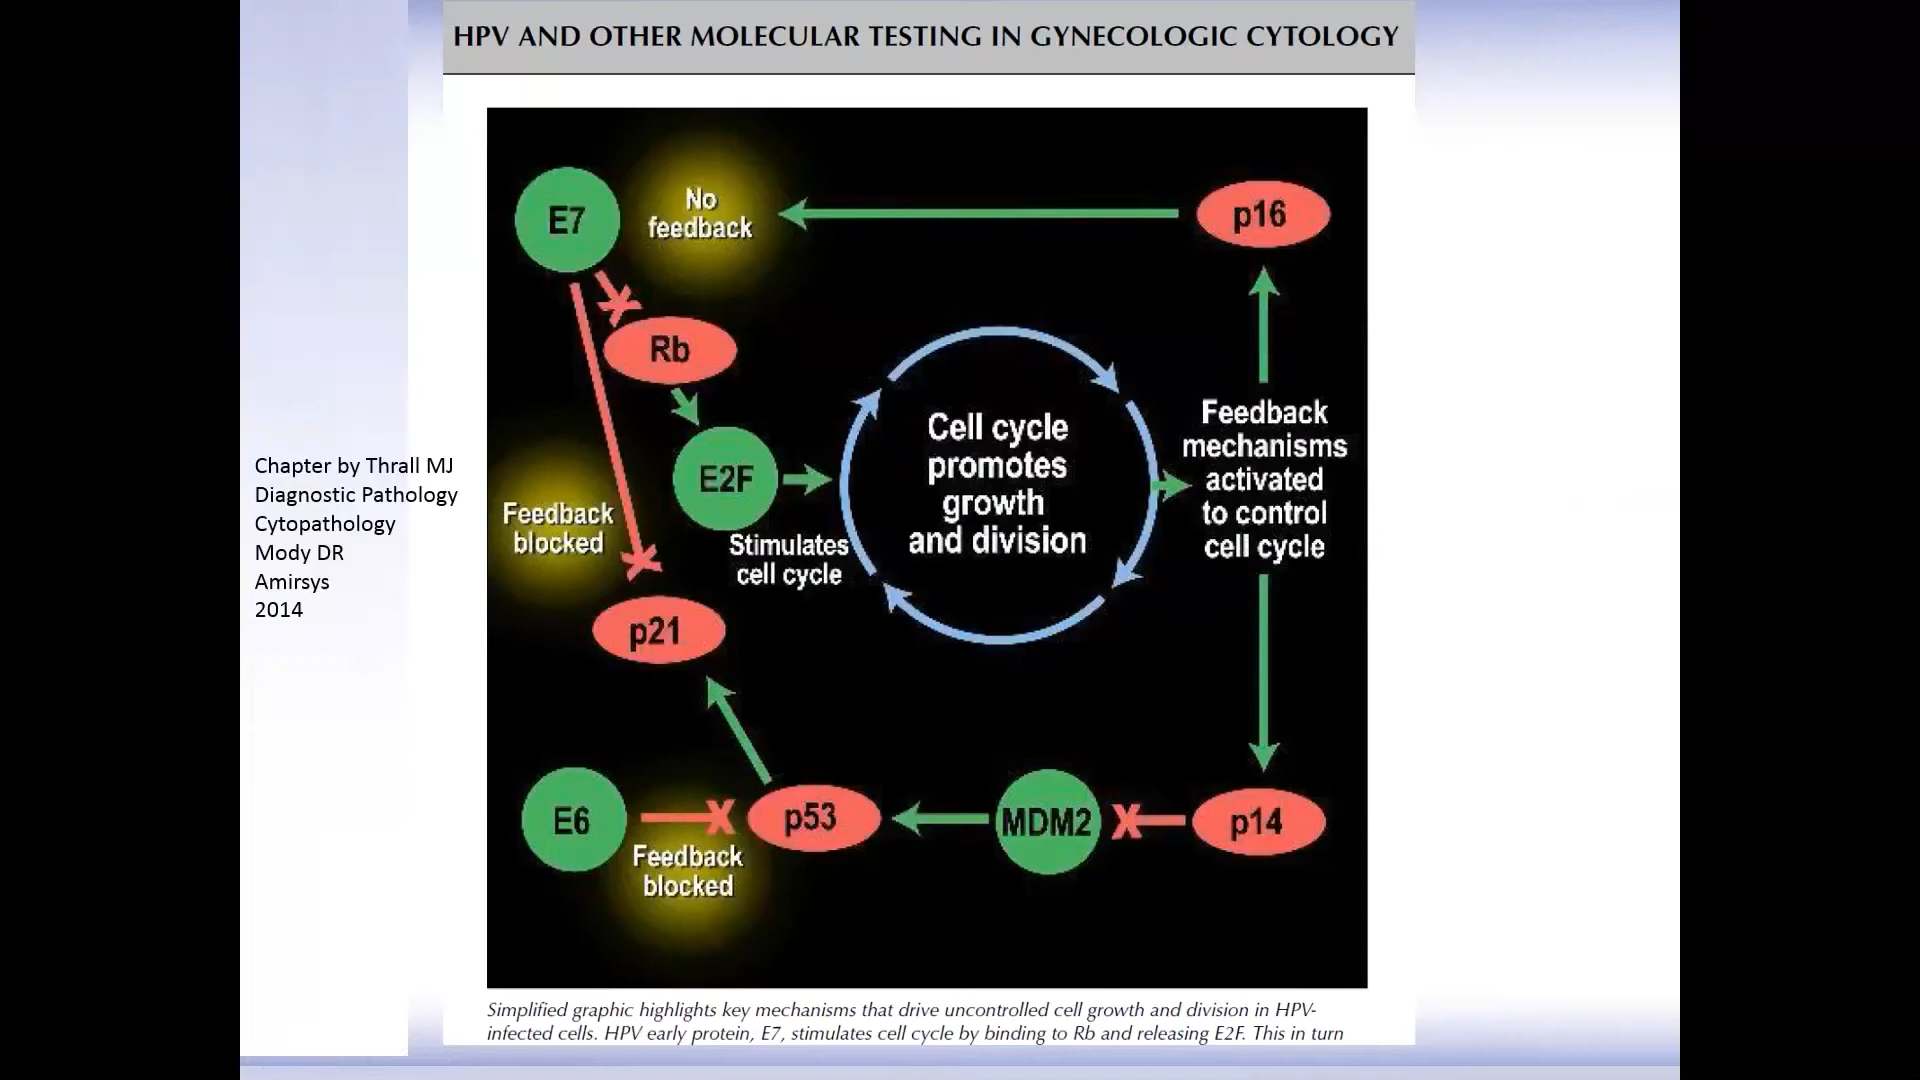 HPV AND OTHER MOLECULAR TESTING IN GYNECOLOGIC CYTOLOGY
Chapter by Thrall MJ
Diagnostic Pathology
Cytopathology
Mody DR
Amirsys
2014
E7
No
feedback
p16
Rb
E2F
Stimulates
cell cycle
Cell cycle
promotes
growth
and division
Feedback
mechanisms
activated
to control
cell cycle
Feedback
blocked
p21
E6
Feedback
blocked
p53
MDM2
p14
Simplified graphic highlights key mechanisms that drive uncontrolled cell growth and division in HPV-
infected cells. HPV early protein, E7, stimulates cell cycle by binding to Rb and releasing E2F. This in turn